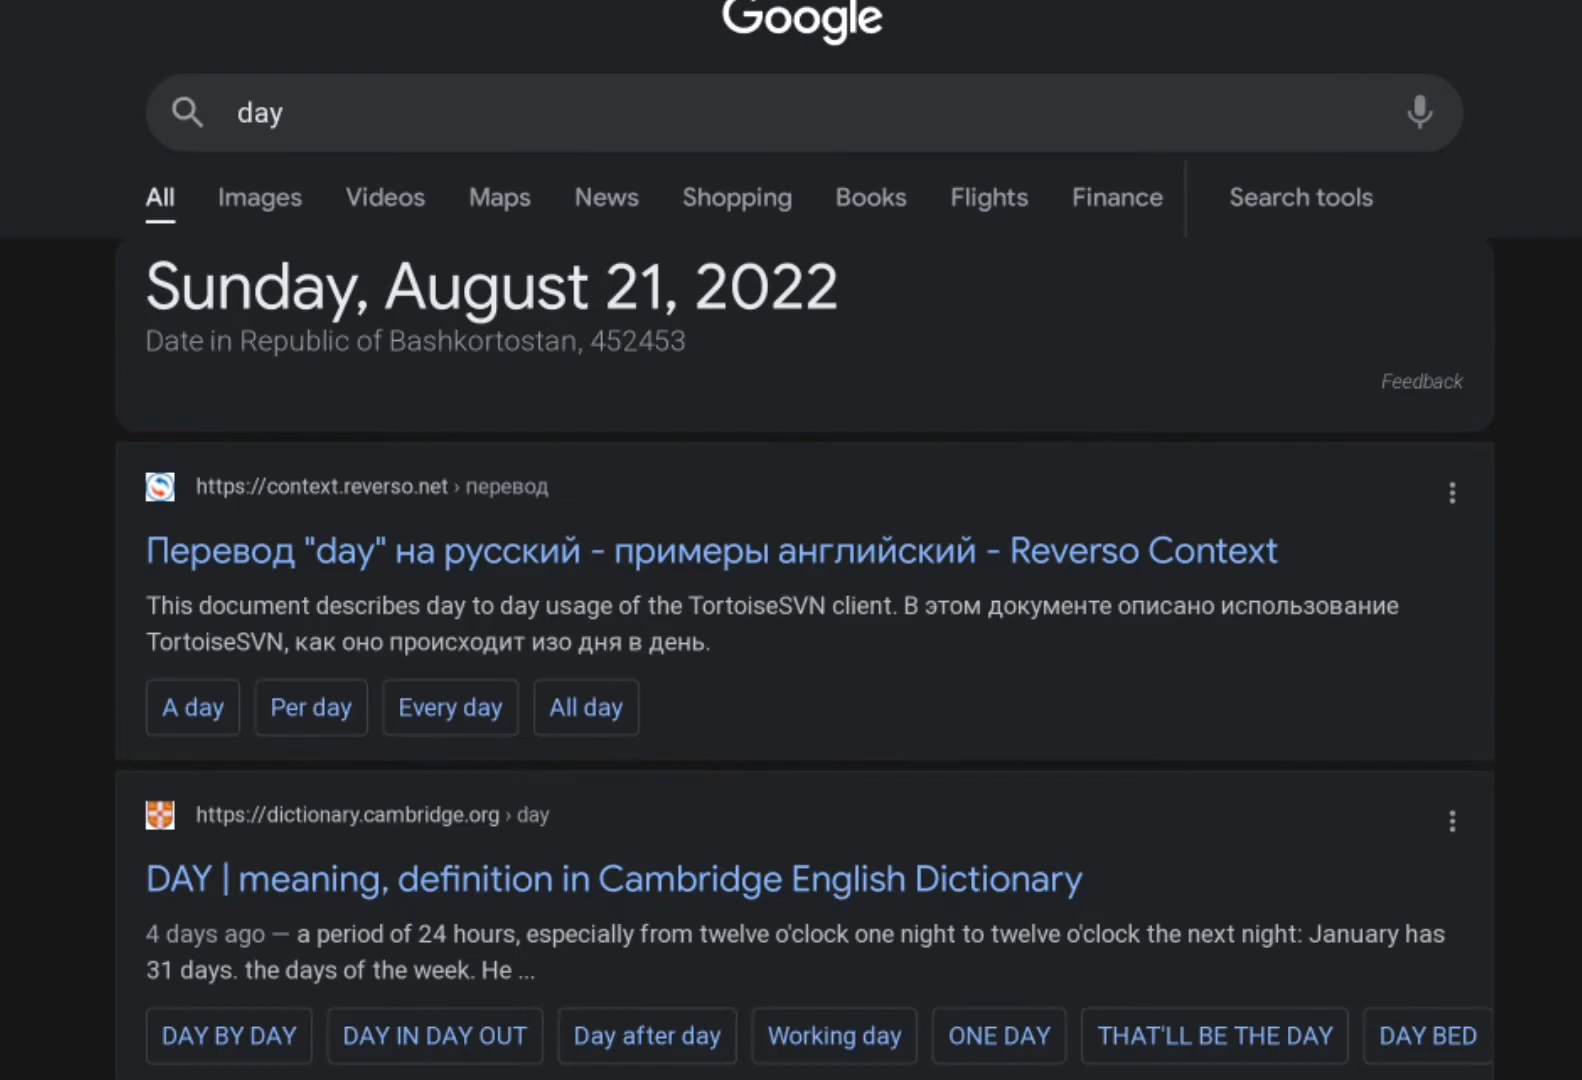 Google
day
All Images Videos Maps News Shopping Books Flights Finance Search tools
Sunday, August 21, 2022
Date in Republic of Bashkortostan, 452453
Feedback
https://context.reverso.net › перевод
Перевод "day" на русский - примеры английский - Reverso Context
This document describes day to day usage of the TortoiseSVN client. В этом документе описано использование
TortoiseSVN, как оно происходит изо дня в день.
A day Per day Every day All day
https://dictionary.cambridge.org › day
DAY | meaning, definition in Cambridge English Dictionary
4 days ago — a period of 24 hours, especially from twelve o'clock one night to twelve o'clock the next night: January has
31 days. the days of the week. He ...
DAY BY DAY DAY IN DAY OUT Day after day Working day ONE DAY THAT'LL BE THE DAY DAY BED